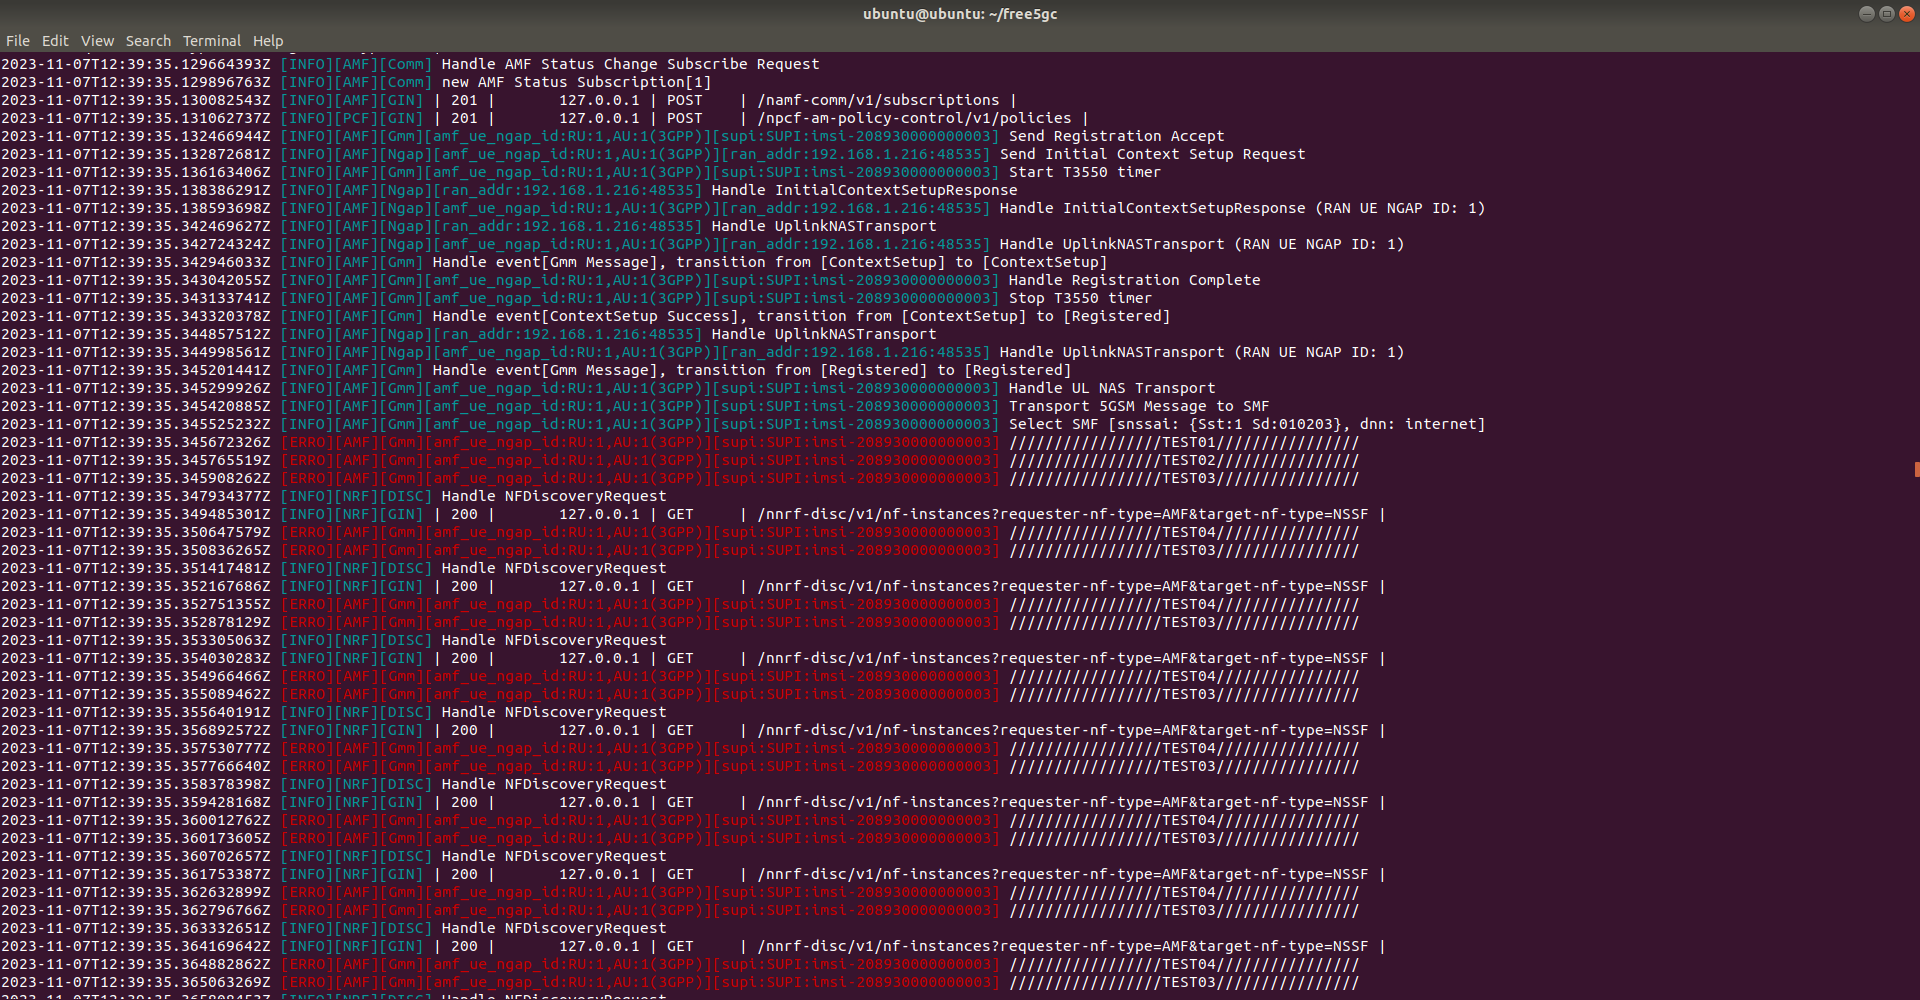 ubuntu@ubuntu: ~/free5gc
File Edit View Search Terminal Help
2023-11-07T12:39:35.129664393Z [INFO][AMF][Comm] Handle AMF Status Change Subscribe Request
2023-11-07T12:39:35.129896763Z [INFO][AMF][Comm] new AMF Status Subscription[1]
2023-11-07T12:39:35.130082543Z [INFO][AMF][GIN] | 201 |       127.0.0.1 | POST    | /namf-comm/v1/subscriptions |
2023-11-07T12:39:35.131062737Z [INFO][PCF][GIN] | 201 |       127.0.0.1 | POST    | /npcf-am-policy-control/v1/policies |
2023-11-07T12:39:35.132466944Z [INFO][AMF][Gmm][amf_ue_ngap_id:RU:1,AU:1(3GPP)][supi:SUPI:imsi-208930000000003] Send Registration Accept
2023-11-07T12:39:35.132872681Z [INFO][AMF][Ngap][amf_ue_ngap_id:RU:1,AU:1(3GPP)][ran_addr:192.168.1.216:48535] Send Initial Context Setup Request
2023-11-07T12:39:35.136163406Z [INFO][AMF][Gmm][amf_ue_ngap_id:RU:1,AU:1(3GPP)][supi:SUPI:imsi-208930000000003] Start T3550 timer
2023-11-07T12:39:35.138386291Z [INFO][AMF][Ngap][ran_addr:192.168.1.216:48535] Handle InitialContextSetupResponse
2023-11-07T12:39:35.138593698Z [INFO][AMF][Ngap][amf_ue_ngap_id:RU:1,AU:1(3GPP)][ran_addr:192.168.1.216:48535] Handle InitialContextSetupResponse (RAN UE NGAP ID: 1)
2023-11-07T12:39:35.342469627Z [INFO][AMF][Ngap][ran_addr:192.168.1.216:48535] Handle UplinkNASTransport
2023-11-07T12:39:35.342724324Z [INFO][AMF][Ngap][amf_ue_ngap_id:RU:1,AU:1(3GPP)][ran_addr:192.168.1.216:48535] Handle UplinkNASTransport (RAN UE NGAP ID: 1)
2023-11-07T12:39:35.342946033Z [INFO][AMF][Gmm] Handle event[Gmm Message], transition from [ContextSetup] to [ContextSetup]
2023-11-07T12:39:35.343042055Z [INFO][AMF][Gmm][amf_ue_ngap_id:RU:1,AU:1(3GPP)][supi:SUPI:imsi-208930000000003] Handle Registration Complete
2023-11-07T12:39:35.343133741Z [INFO][AMF][Gmm][amf_ue_ngap_id:RU:1,AU:1(3GPP)][supi:SUPI:imsi-208930000000003] Stop T3550 timer
2023-11-07T12:39:35.343320378Z [INFO][AMF][Gmm] Handle event[ContextSetup Success], transition from [ContextSetup] to [Registered]
2023-11-07T12:39:35.344857512Z [INFO][AMF][Ngap][ran_addr:192.168.1.216:48535] Handle UplinkNASTransport
2023-11-07T12:39:35.344998561Z [INFO][AMF][Ngap][amf_ue_ngap_id:RU:1,AU:1(3GPP)][ran_addr:192.168.1.216:48535] Handle UplinkNASTransport (RAN UE NGAP ID: 1)
2023-11-07T12:39:35.345201441Z [INFO][AMF][Gmm] Handle event[Gmm Message], transition from [Registered] to [Registered]
2023-11-07T12:39:35.345299926Z [INFO][AMF][Gmm][amf_ue_ngap_id:RU:1,AU:1(3GPP)][supi:SUPI:imsi-208930000000003] Handle UL NAS Transport
2023-11-07T12:39:35.345420885Z [INFO][AMF][Gmm][amf_ue_ngap_id:RU:1,AU:1(3GPP)][supi:SUPI:imsi-208930000000003] Transport 5GSM Message to SMF
2023-11-07T12:39:35.345525232Z [INFO][AMF][Gmm][amf_ue_ngap_id:RU:1,AU:1(3GPP)][supi:SUPI:imsi-208930000000003] Select SMF [snssai: {Sst:1 Sd:010203}, dnn: internet]
2023-11-07T12:39:35.345672326Z [ERRO][AMF][Gmm][amf_ue_ngap_id:RU:1,AU:1(3GPP)][supi:SUPI:imsi-208930000000003] /////////////////TEST01////////////////
2023-11-07T12:39:35.345765519Z [ERRO][AMF][Gmm][amf_ue_ngap_id:RU:1,AU:1(3GPP)][supi:SUPI:imsi-208930000000003] /////////////////TEST02////////////////
2023-11-07T12:39:35.345908262Z [ERRO][AMF][Gmm][amf_ue_ngap_id:RU:1,AU:1(3GPP)][supi:SUPI:imsi-208930000000003] /////////////////TEST03////////////////
2023-11-07T12:39:35.347934377Z [INFO][NRF][DISC] Handle NFDiscoveryRequest
2023-11-07T12:39:35.349485301Z [INFO][NRF][GIN] | 200 |       127.0.0.1 | GET     | /nnrf-disc/v1/nf-instances?requester-nf-type=AMF&target-nf-type=NSSF |
2023-11-07T12:39:35.350647579Z [ERRO][AMF][Gmm][amf_ue_ngap_id:RU:1,AU:1(3GPP)][supi:SUPI:imsi-208930000000003] /////////////////TEST04////////////////
2023-11-07T12:39:35.350836265Z [ERRO][AMF][Gmm][amf_ue_ngap_id:RU:1,AU:1(3GPP)][supi:SUPI:imsi-208930000000003] /////////////////TEST03////////////////
2023-11-07T12:39:35.351417481Z [INFO][NRF][DISC] Handle NFDiscoveryRequest
2023-11-07T12:39:35.352167686Z [INFO][NRF][GIN] | 200 |       127.0.0.1 | GET     | /nnrf-disc/v1/nf-instances?requester-nf-type=AMF&target-nf-type=NSSF |
2023-11-07T12:39:35.352751355Z [ERRO][AMF][Gmm][amf_ue_ngap_id:RU:1,AU:1(3GPP)][supi:SUPI:imsi-208930000000003] /////////////////TEST04////////////////
2023-11-07T12:39:35.352878129Z [ERRO][AMF][Gmm][amf_ue_ngap_id:RU:1,AU:1(3GPP)][supi:SUPI:imsi-208930000000003] /////////////////TEST03////////////////
2023-11-07T12:39:35.353305063Z [INFO][NRF][DISC] Handle NFDiscoveryRequest
2023-11-07T12:39:35.354030283Z [INFO][NRF][GIN] | 200 |       127.0.0.1 | GET     | /nnrf-disc/v1/nf-instances?requester-nf-type=AMF&target-nf-type=NSSF |
2023-11-07T12:39:35.354966466Z [ERRO][AMF][Gmm][amf_ue_ngap_id:RU:1,AU:1(3GPP)][supi:SUPI:imsi-208930000000003] /////////////////TEST04////////////////
2023-11-07T12:39:35.355089462Z [ERRO][AMF][Gmm][amf_ue_ngap_id:RU:1,AU:1(3GPP)][supi:SUPI:imsi-208930000000003] /////////////////TEST03////////////////
2023-11-07T12:39:35.355640191Z [INFO][NRF][DISC] Handle NFDiscoveryRequest
2023-11-07T12:39:35.356892572Z [INFO][NRF][GIN] | 200 |       127.0.0.1 | GET     | /nnrf-disc/v1/nf-instances?requester-nf-type=AMF&target-nf-type=NSSF |
2023-11-07T12:39:35.357530777Z [ERRO][AMF][Gmm][amf_ue_ngap_id:RU:1,AU:1(3GPP)][supi:SUPI:imsi-208930000000003] /////////////////TEST04////////////////
2023-11-07T12:39:35.357766640Z [ERRO][AMF][Gmm][amf_ue_ngap_id:RU:1,AU:1(3GPP)][supi:SUPI:imsi-208930000000003] /////////////////TEST03////////////////
2023-11-07T12:39:35.358378398Z [INFO][NRF][DISC] Handle NFDiscoveryRequest
2023-11-07T12:39:35.359428168Z [INFO][NRF][GIN] | 200 |       127.0.0.1 | GET     | /nnrf-disc/v1/nf-instances?requester-nf-type=AMF&target-nf-type=NSSF |
2023-11-07T12:39:35.360012762Z [ERRO][AMF][Gmm][amf_ue_ngap_id:RU:1,AU:1(3GPP)][supi:SUPI:imsi-208930000000003] /////////////////TEST04////////////////
2023-11-07T12:39:35.360173605Z [ERRO][AMF][Gmm][amf_ue_ngap_id:RU:1,AU:1(3GPP)][supi:SUPI:imsi-208930000000003] /////////////////TEST03////////////////
2023-11-07T12:39:35.360702657Z [INFO][NRF][DISC] Handle NFDiscoveryRequest
2023-11-07T12:39:35.361753387Z [INFO][NRF][GIN] | 200 |       127.0.0.1 | GET     | /nnrf-disc/v1/nf-instances?requester-nf-type=AMF&target-nf-type=NSSF |
2023-11-07T12:39:35.362632899Z [ERRO][AMF][Gmm][amf_ue_ngap_id:RU:1,AU:1(3GPP)][supi:SUPI:imsi-208930000000003] /////////////////TEST04////////////////
2023-11-07T12:39:35.362796766Z [ERRO][AMF][Gmm][amf_ue_ngap_id:RU:1,AU:1(3GPP)][supi:SUPI:imsi-208930000000003] /////////////////TEST03////////////////
2023-11-07T12:39:35.363332651Z [INFO][NRF][DISC] Handle NFDiscoveryRequest
2023-11-07T12:39:35.364169642Z [INFO][NRF][GIN] | 200 |       127.0.0.1 | GET     | /nnrf-disc/v1/nf-instances?requester-nf-type=AMF&target-nf-type=NSSF |
2023-11-07T12:39:35.364882862Z [ERRO][AMF][Gmm][amf_ue_ngap_id:RU:1,AU:1(3GPP)][supi:SUPI:imsi-208930000000003] /////////////////TEST04////////////////
2023-11-07T12:39:35.365063269Z [ERRO][AMF][Gmm][amf_ue_ngap_id:RU:1,AU:1(3GPP)][supi:SUPI:imsi-208930000000003] /////////////////TEST03////////////////